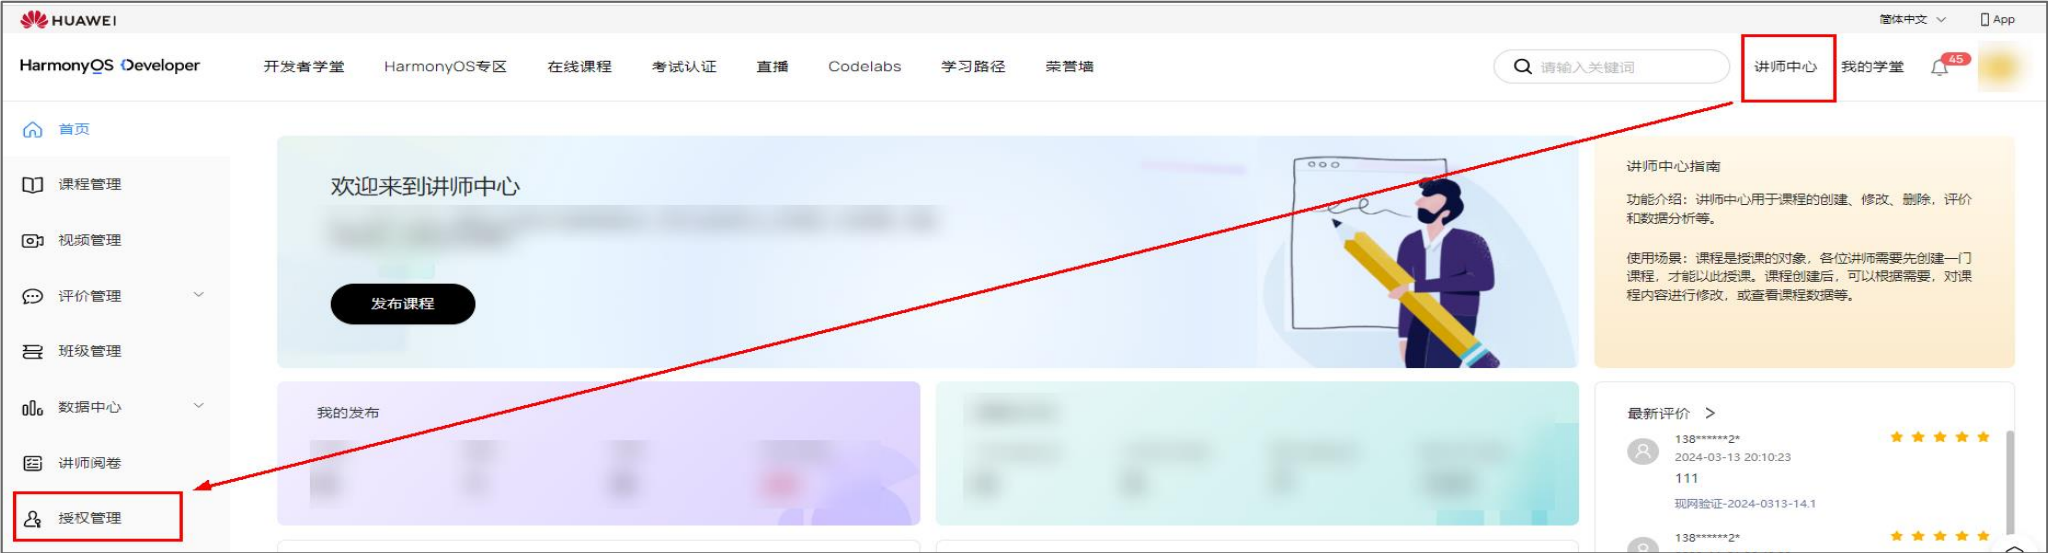 HUAWEI
简体中文
App
HarmonyOS Developer
开发者学堂
HarmonyOS专区
在线课程
考试认证
直播
Codelabs
学习路径
荣誉墙
请输入关键词
讲师中心
我的学堂
45
首页
课程管理
视频管理
评价管理
班级管理
数据中心
讲师阅卷
授权管理
欢迎来到讲师中心
发布课程
讲师中心指南
功能介绍：讲师中心用于课程的创建、修改、删除，评价
和数据分析等。
使用场景：课程是授课的对象，各位讲师需要先创建一门
课程，才能以此授课。课程创建后，可以根据需要，对课
程内容进行修改，或查看课程数据等。
我的发布
最新评价 >
138******2*
2024-03-13 20:10:23
111
现网验证-2024-0313-14.1
138******2*